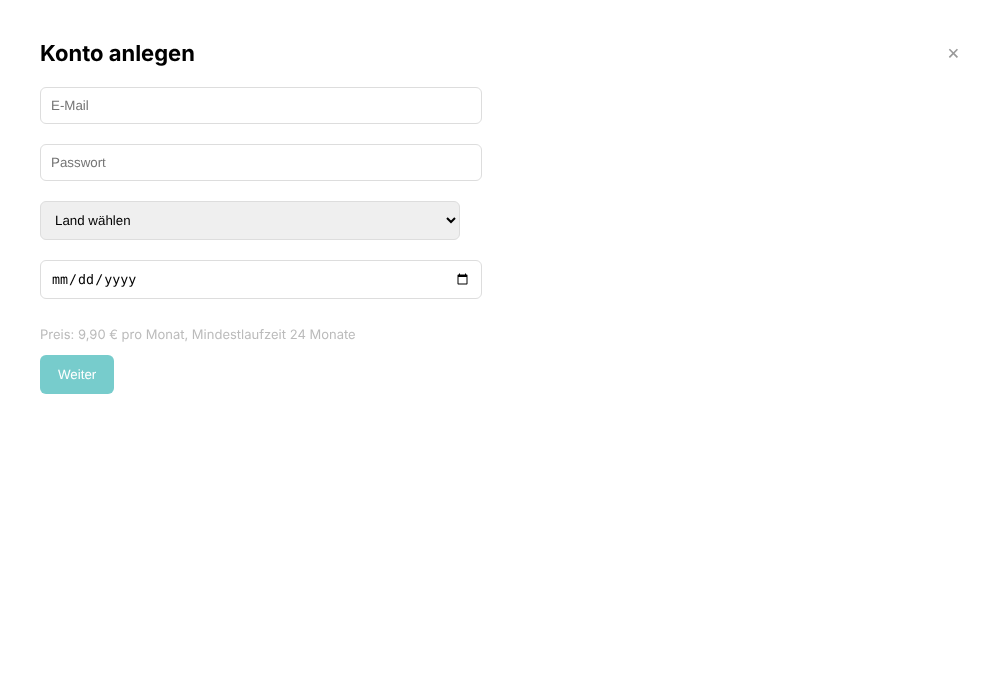 Konto anlegen
×
E-Mail
Passwort
Land wählen
mm/dd/yyyy
Preis: 9,90 € pro Monat, Mindestlaufzeit 24 Monate
Weiter